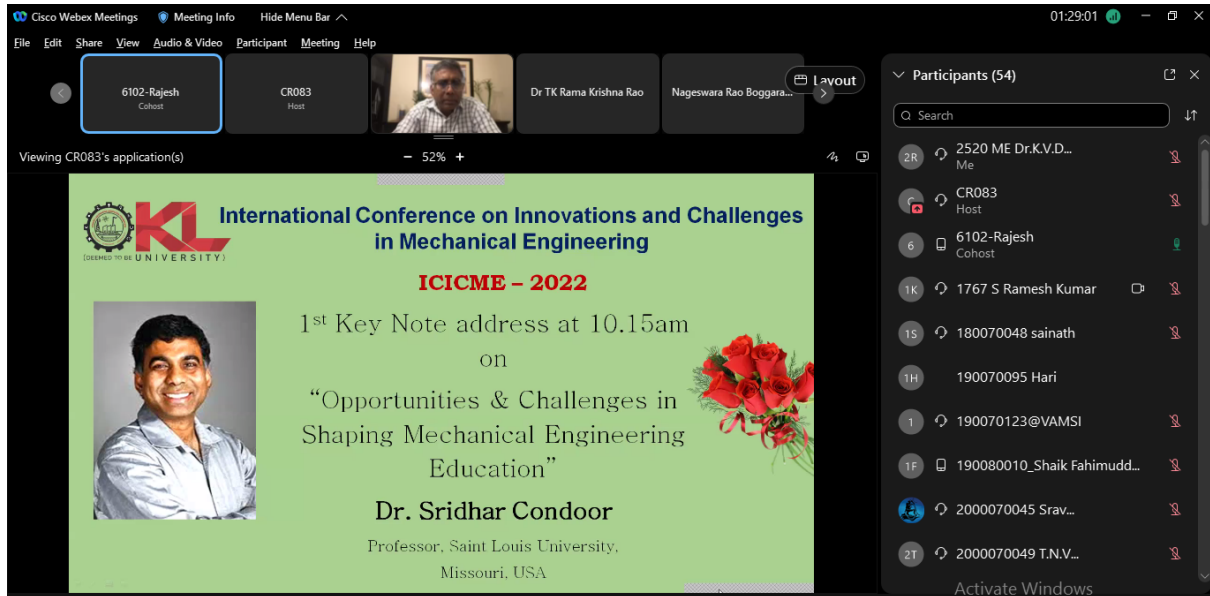 Cisco Webex Meetings Meeting Info Hide Menu Bar 01:29:01
File Edit Share View Audio & Video Participant Meeting Help
6102-Rajesh
Cohost
CR083
Host
Dr TK Rama Krishna Rao
Nageswara Rao Boggara...
Layout
Viewing CR083's application(s)
− 52% +
KL
(DEEMED TO BE UNIVERSITY)
International Conference on Innovations and Challenges
in Mechanical Engineering
ICICME – 2022
1st Key Note address at 10.15am
on
“Opportunities & Challenges in
Shaping Mechanical Engineering
Education”
Dr. Sridhar Condoor
Professor, Saint Louis University,
Missouri, USA
Participants (54)
Search
2R 2520 ME Dr.K.V.D...
Me
C CR083
Host
6 6102-Rajesh
Cohost
1K 1767 S Ramesh Kumar
1S 180070048 sainath
1H 190070095 Hari
1 190070123@VAMSI
1F 190080010_Shaik Fahimudd...
2000070045 Srav...
2T 2000070049 T.N.V...
Activate Windows